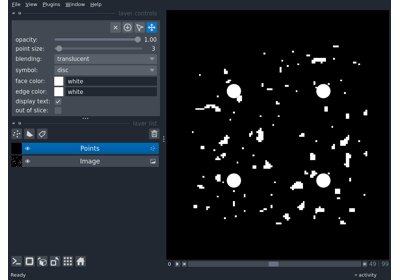 File View Plugins Window Help
layer controls
opacity: 1.00
point size: 3
blending: translucent
symbol: disc
face color: white
edge color: white
display text:
out of slice:
layer list
Points
Image
49 99
Ready activity